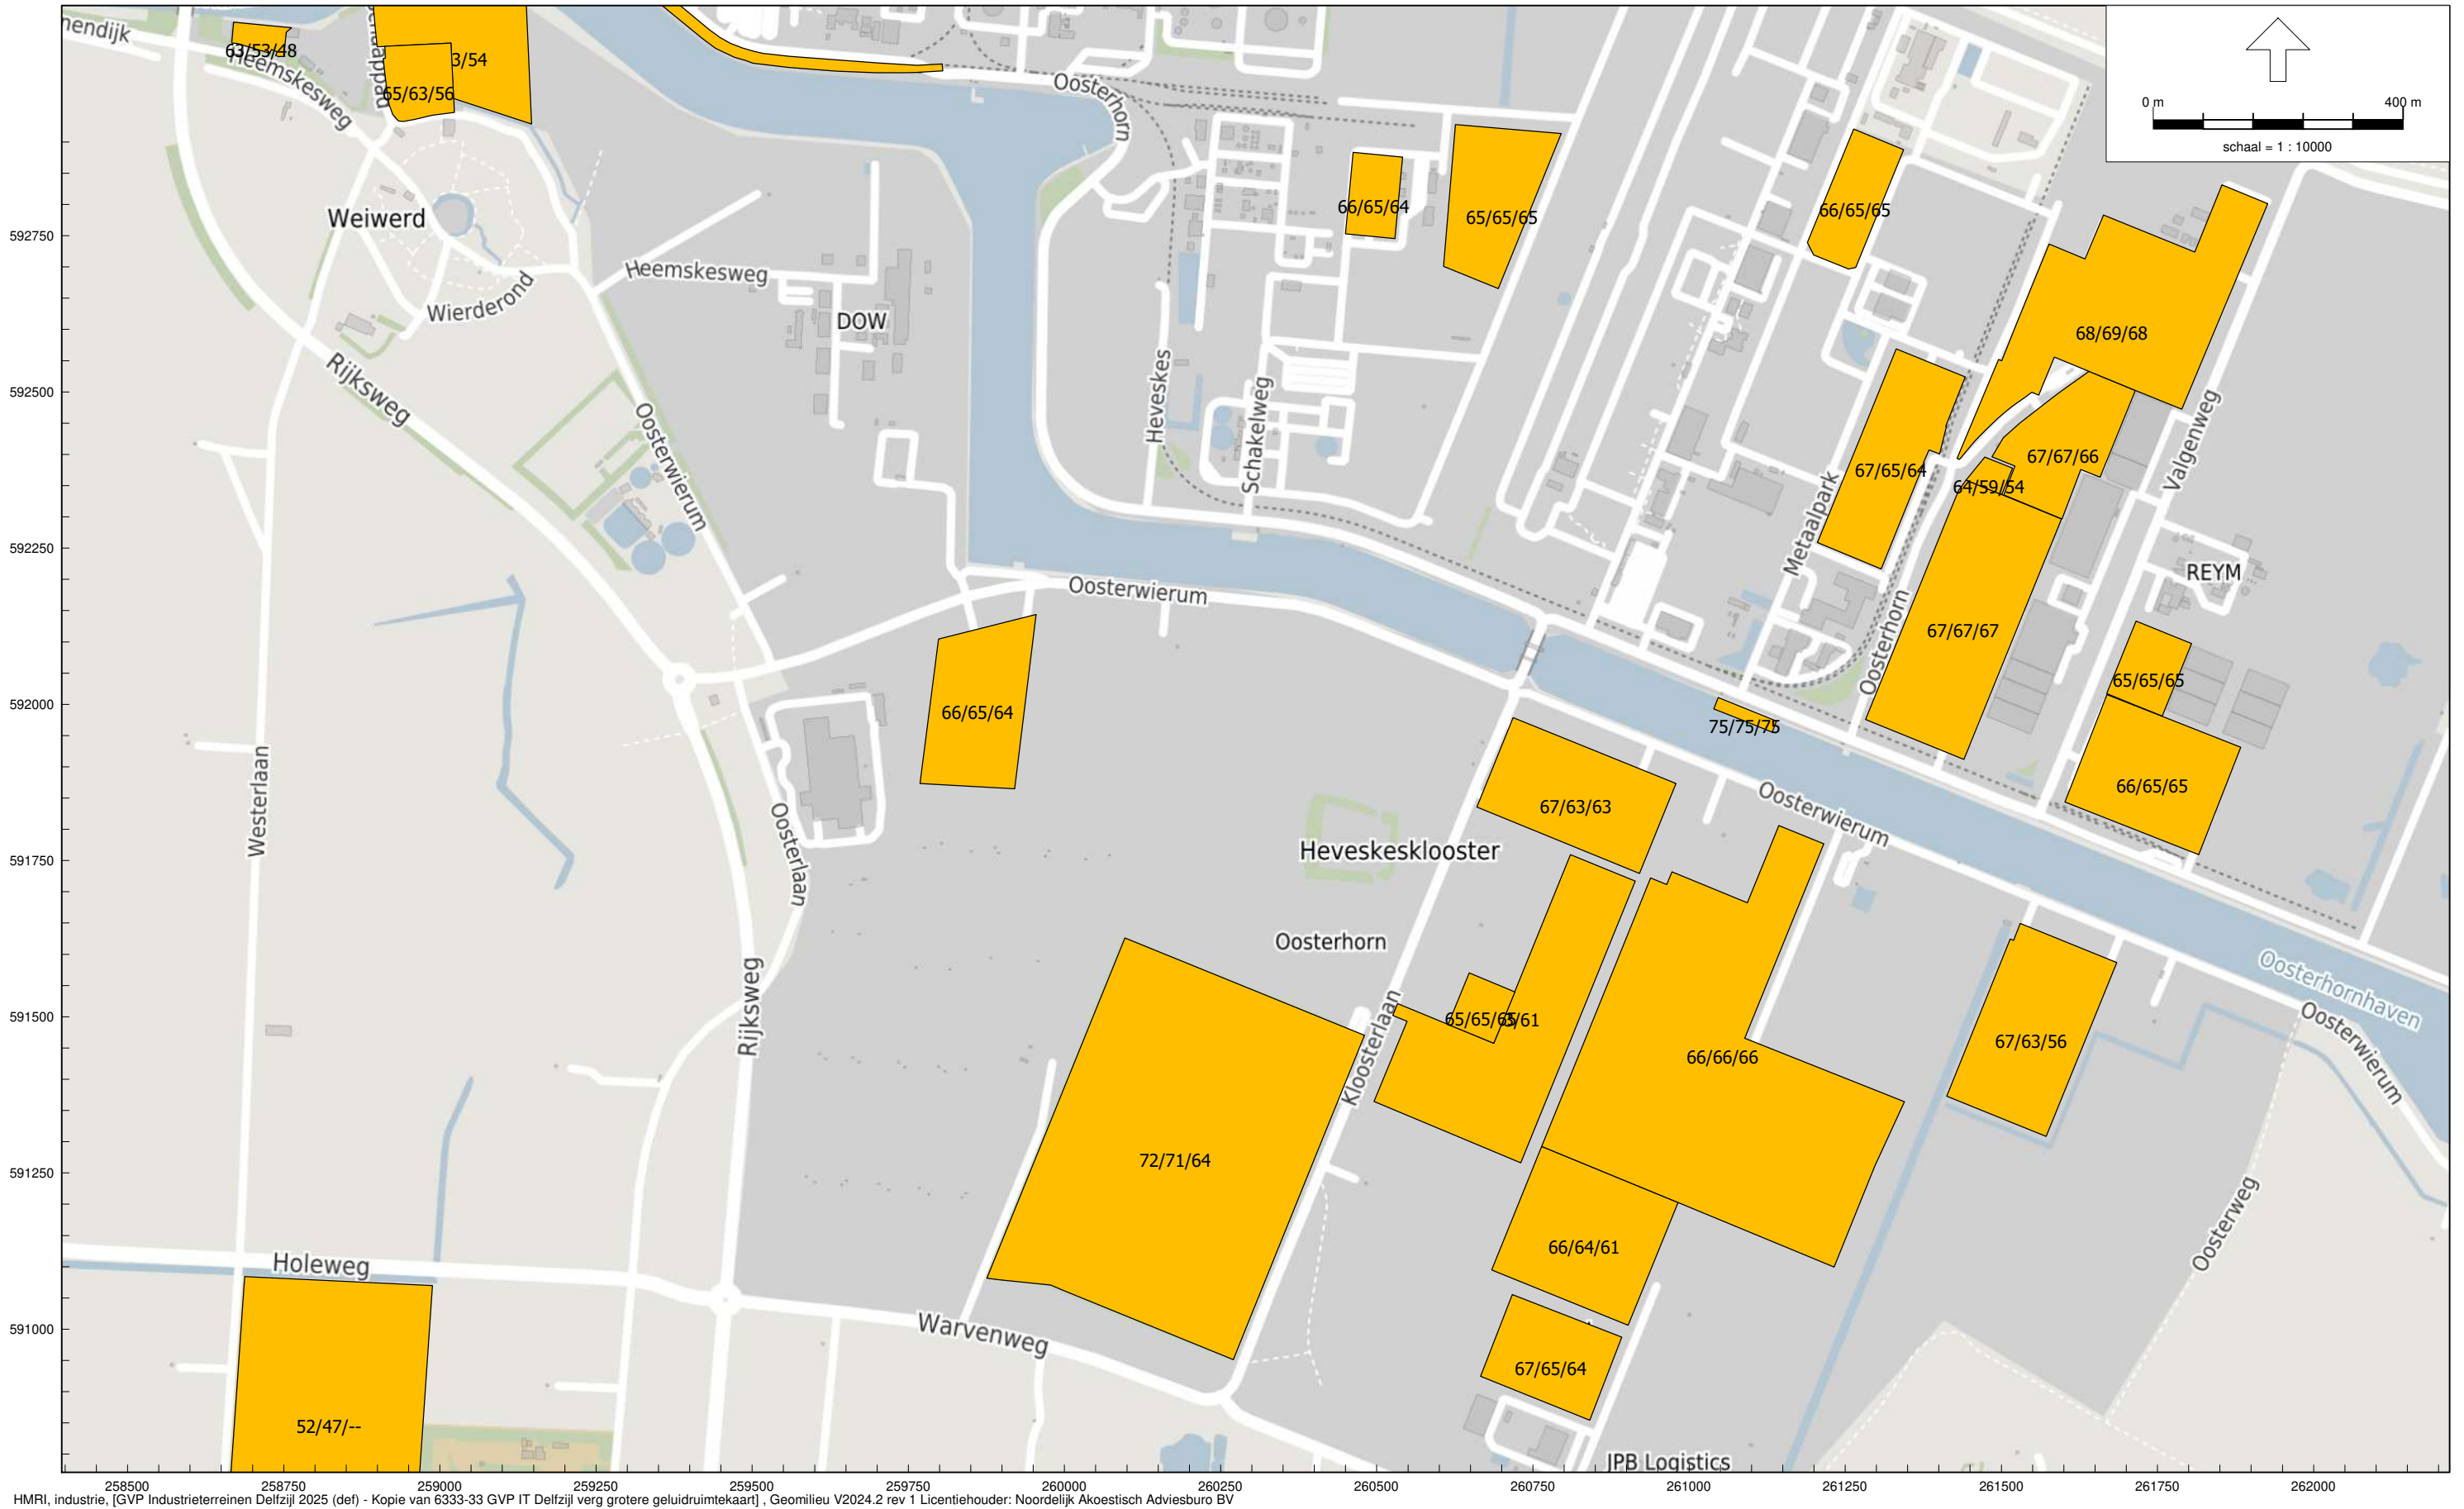 nendijk
63/53/48
Heemskesweg
3/54
65/63/56
Oosterhorn
0 m
400 m
schaal = 1 : 10000
Weiwerd
Heemskesweg
Wierderond
DOW
66/65/64
65/65/65
66/65/65
592750
68/69/68
Rijksweg
Oosterwierum
Heveskes
Schakelweg
592500
67/65/64
67/67/66
64/59/54
Valgenweg
Metaalpark
592250
REYM
Oosterwierum
Oosterhorn
67/67/67
66/65/64
65/65/65
592000
75/75/75
66/65/65
Westerlaan
Oosterlaan
67/63/63
Oosterwierum
Heveskesklooster
591750
Oosterhorn
Oosterhornhaven
Rijksweg
Kloosterlaan
65/65/65
3/61
591500
66/66/66
67/63/56
Oosterwierum
72/71/64
591250
Oosterweg
Holeweg
66/64/61
591000
Warvenweg
67/65/64
52/47/--
JPB Logistics
258500
258750
259000
259250
259500
259750
260000
260250
260500
260750
261000
261250
261500
261750
262000
HMRI, industrie, [GVP Industrieterreinen Delfzijl 2025 (def) - Kopie van 6333-33 GVP IT Delfzijl verg grotere geluidruimtekaart] , Geomilieu V2024.2 rev 1 Licentiehouder: Noordelijk Akoestisch Adviesburo BV